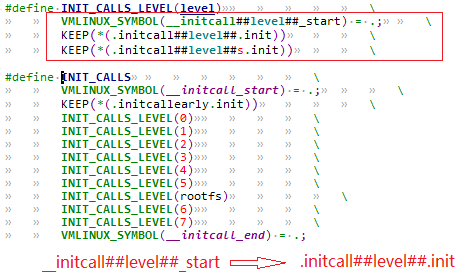 #define INIT_CALLS_LEVEL(level) \
VMLINUX_SYMBOL(__initcall##level##_start) = .; \
KEEP(*(.initcall##level##.init)) \
KEEP(*(.initcall##level##s.init)) \
#define INIT_CALLS \
VMLINUX_SYMBOL(__initcall_start) = .; \
KEEP(*(.initcallearly.init)) \
INIT_CALLS_LEVEL(0) \
INIT_CALLS_LEVEL(1) \
INIT_CALLS_LEVEL(2) \
INIT_CALLS_LEVEL(3) \
INIT_CALLS_LEVEL(4) \
INIT_CALLS_LEVEL(5) \
INIT_CALLS_LEVEL(rootfs) \
INIT_CALLS_LEVEL(6) \
INIT_CALLS_LEVEL(7) \
VMLINUX_SYMBOL(__initcall_end) = .;
__initcall##level##_start .initcall##level##.init